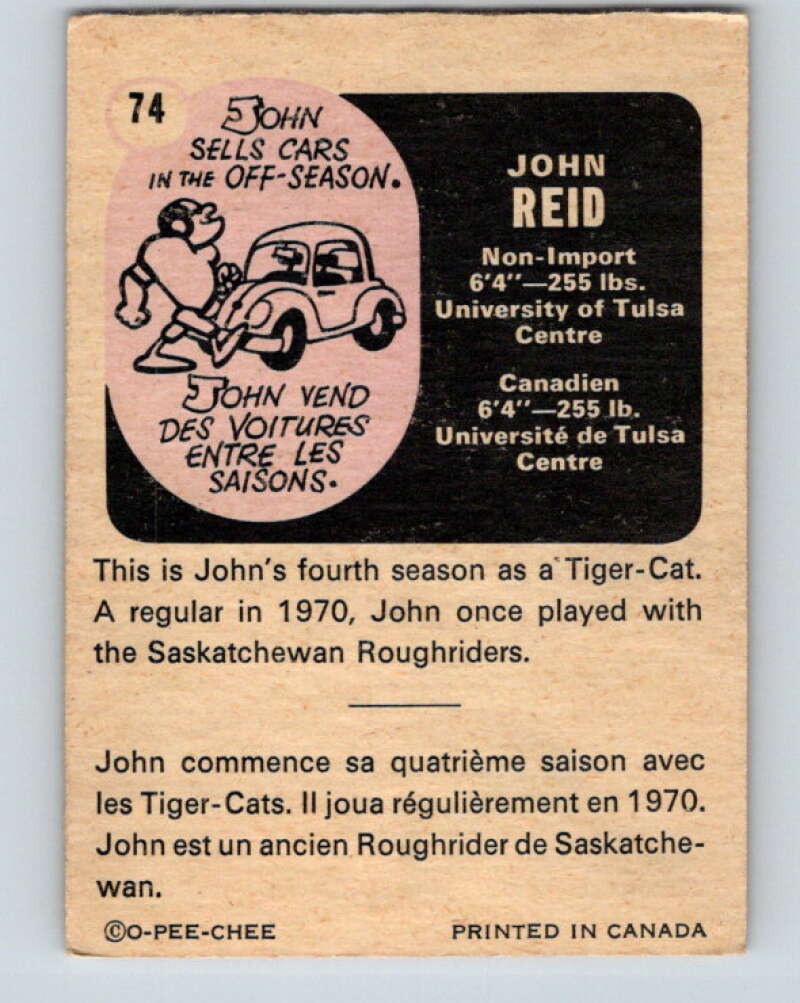 74
JOHN
SELLS CARS
IN THE OFF-SEASON.
JOHN VEND
DES VOITURES
ENTRE LES
SAISONS.
JOHN
REID
Non-Import
6'4"—255 lbs.
University of Tulsa
Centre
Canadien
6'4"—255 lb.
Université de Tulsa
Centre
This is John's fourth season as a Tiger-Cat.
A regular in 1970, John once played with
the Saskatchewan Roughriders.
John commence sa quatrième saison avec
les Tiger-Cats. Il joua régulièrement en 1970.
John est un ancien Roughrider de Saskatche-
wan.
©O-PEE-CHEE
PRINTED IN CANADA